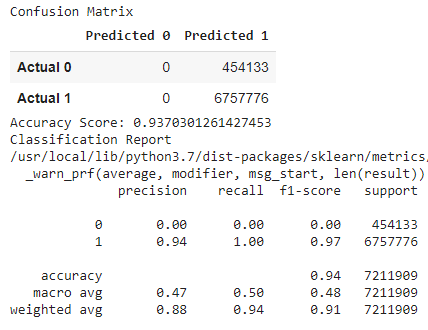 Confusion Matrix
Predicted 0 Predicted 1
Actual 0 0 454133
Actual 1 0 6757776
Accuracy Score: 0.9370301261427453
Classification Report
/usr/local/lib/python3.7/dist-packages/sklearn/metrics/
_warn_prf(average, modifier, msg_start, len(result))
precision recall f1-score support
0 0.00 0.00 0.00 454133
1 0.94 1.00 0.97 6757776
accuracy 0.94 7211909
macro avg 0.47 0.50 0.48 7211909
weighted avg 0.88 0.94 0.91 7211909